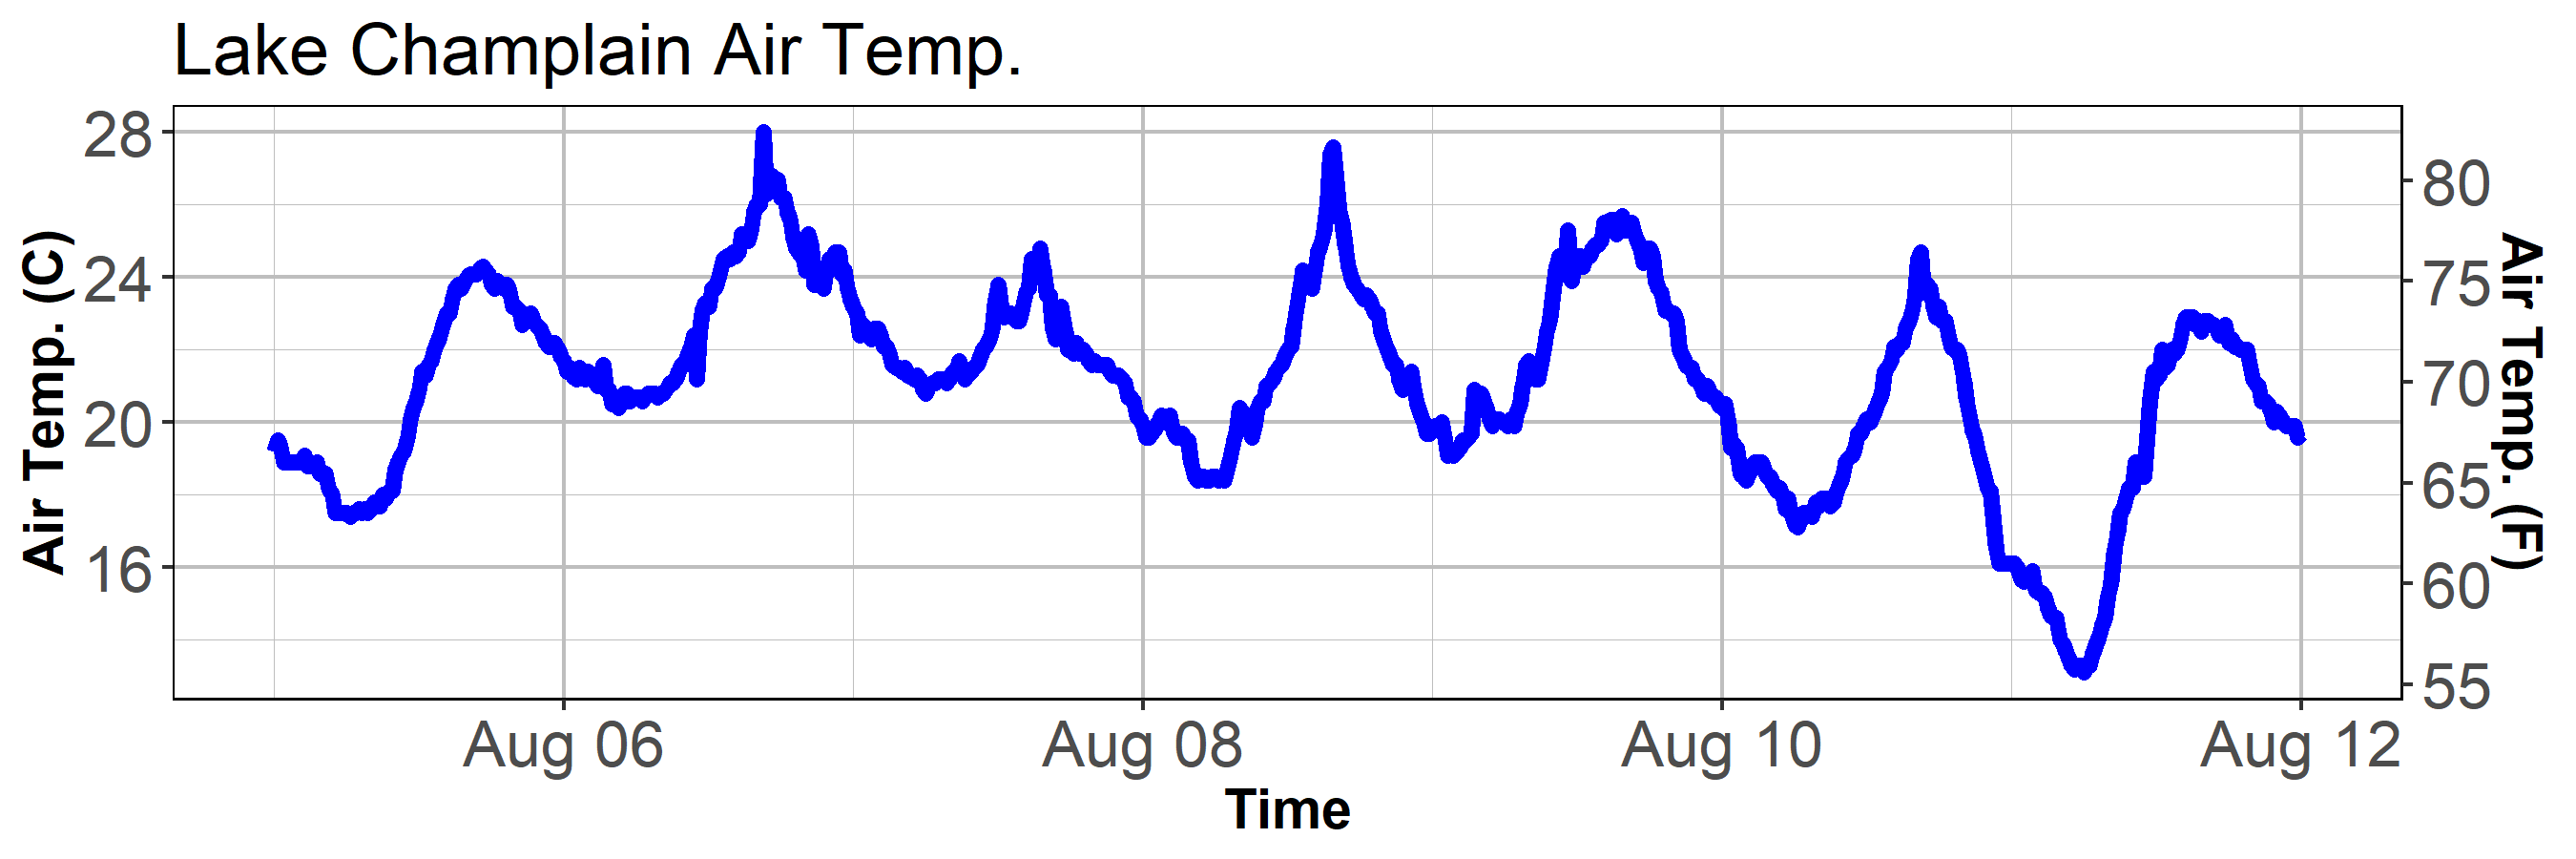 Lake Champlain Air Temp.
Air Temp. (C)
28
24
20
16
80
75
70
65
60
55
Air Temp. (F)
Aug 06
Aug 08
Aug 10
Aug 12
Time